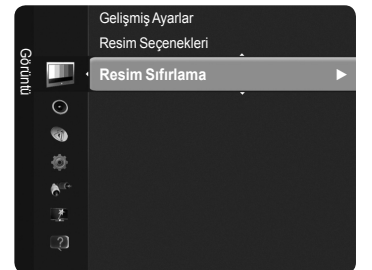 Görüntü
Gelişmiş Ayarlar
Resim Seçenekleri
Resim Sıfırlama